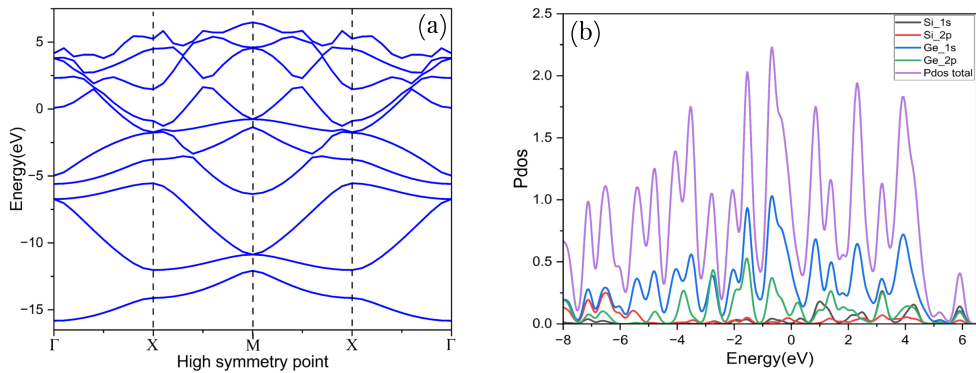 (a)
Energy(eV)
5
0
−5
−10
−15
Γ X M X Γ
High symmetry point
(b)
Si_1s
Si_2p
Ge_1s
Ge_2p
Pdos total
Pdos
2.5
2.0
1.5
1.0
0.5
0.0
-8 -6 -4 -2 0 2 4 6
Energy(eV)